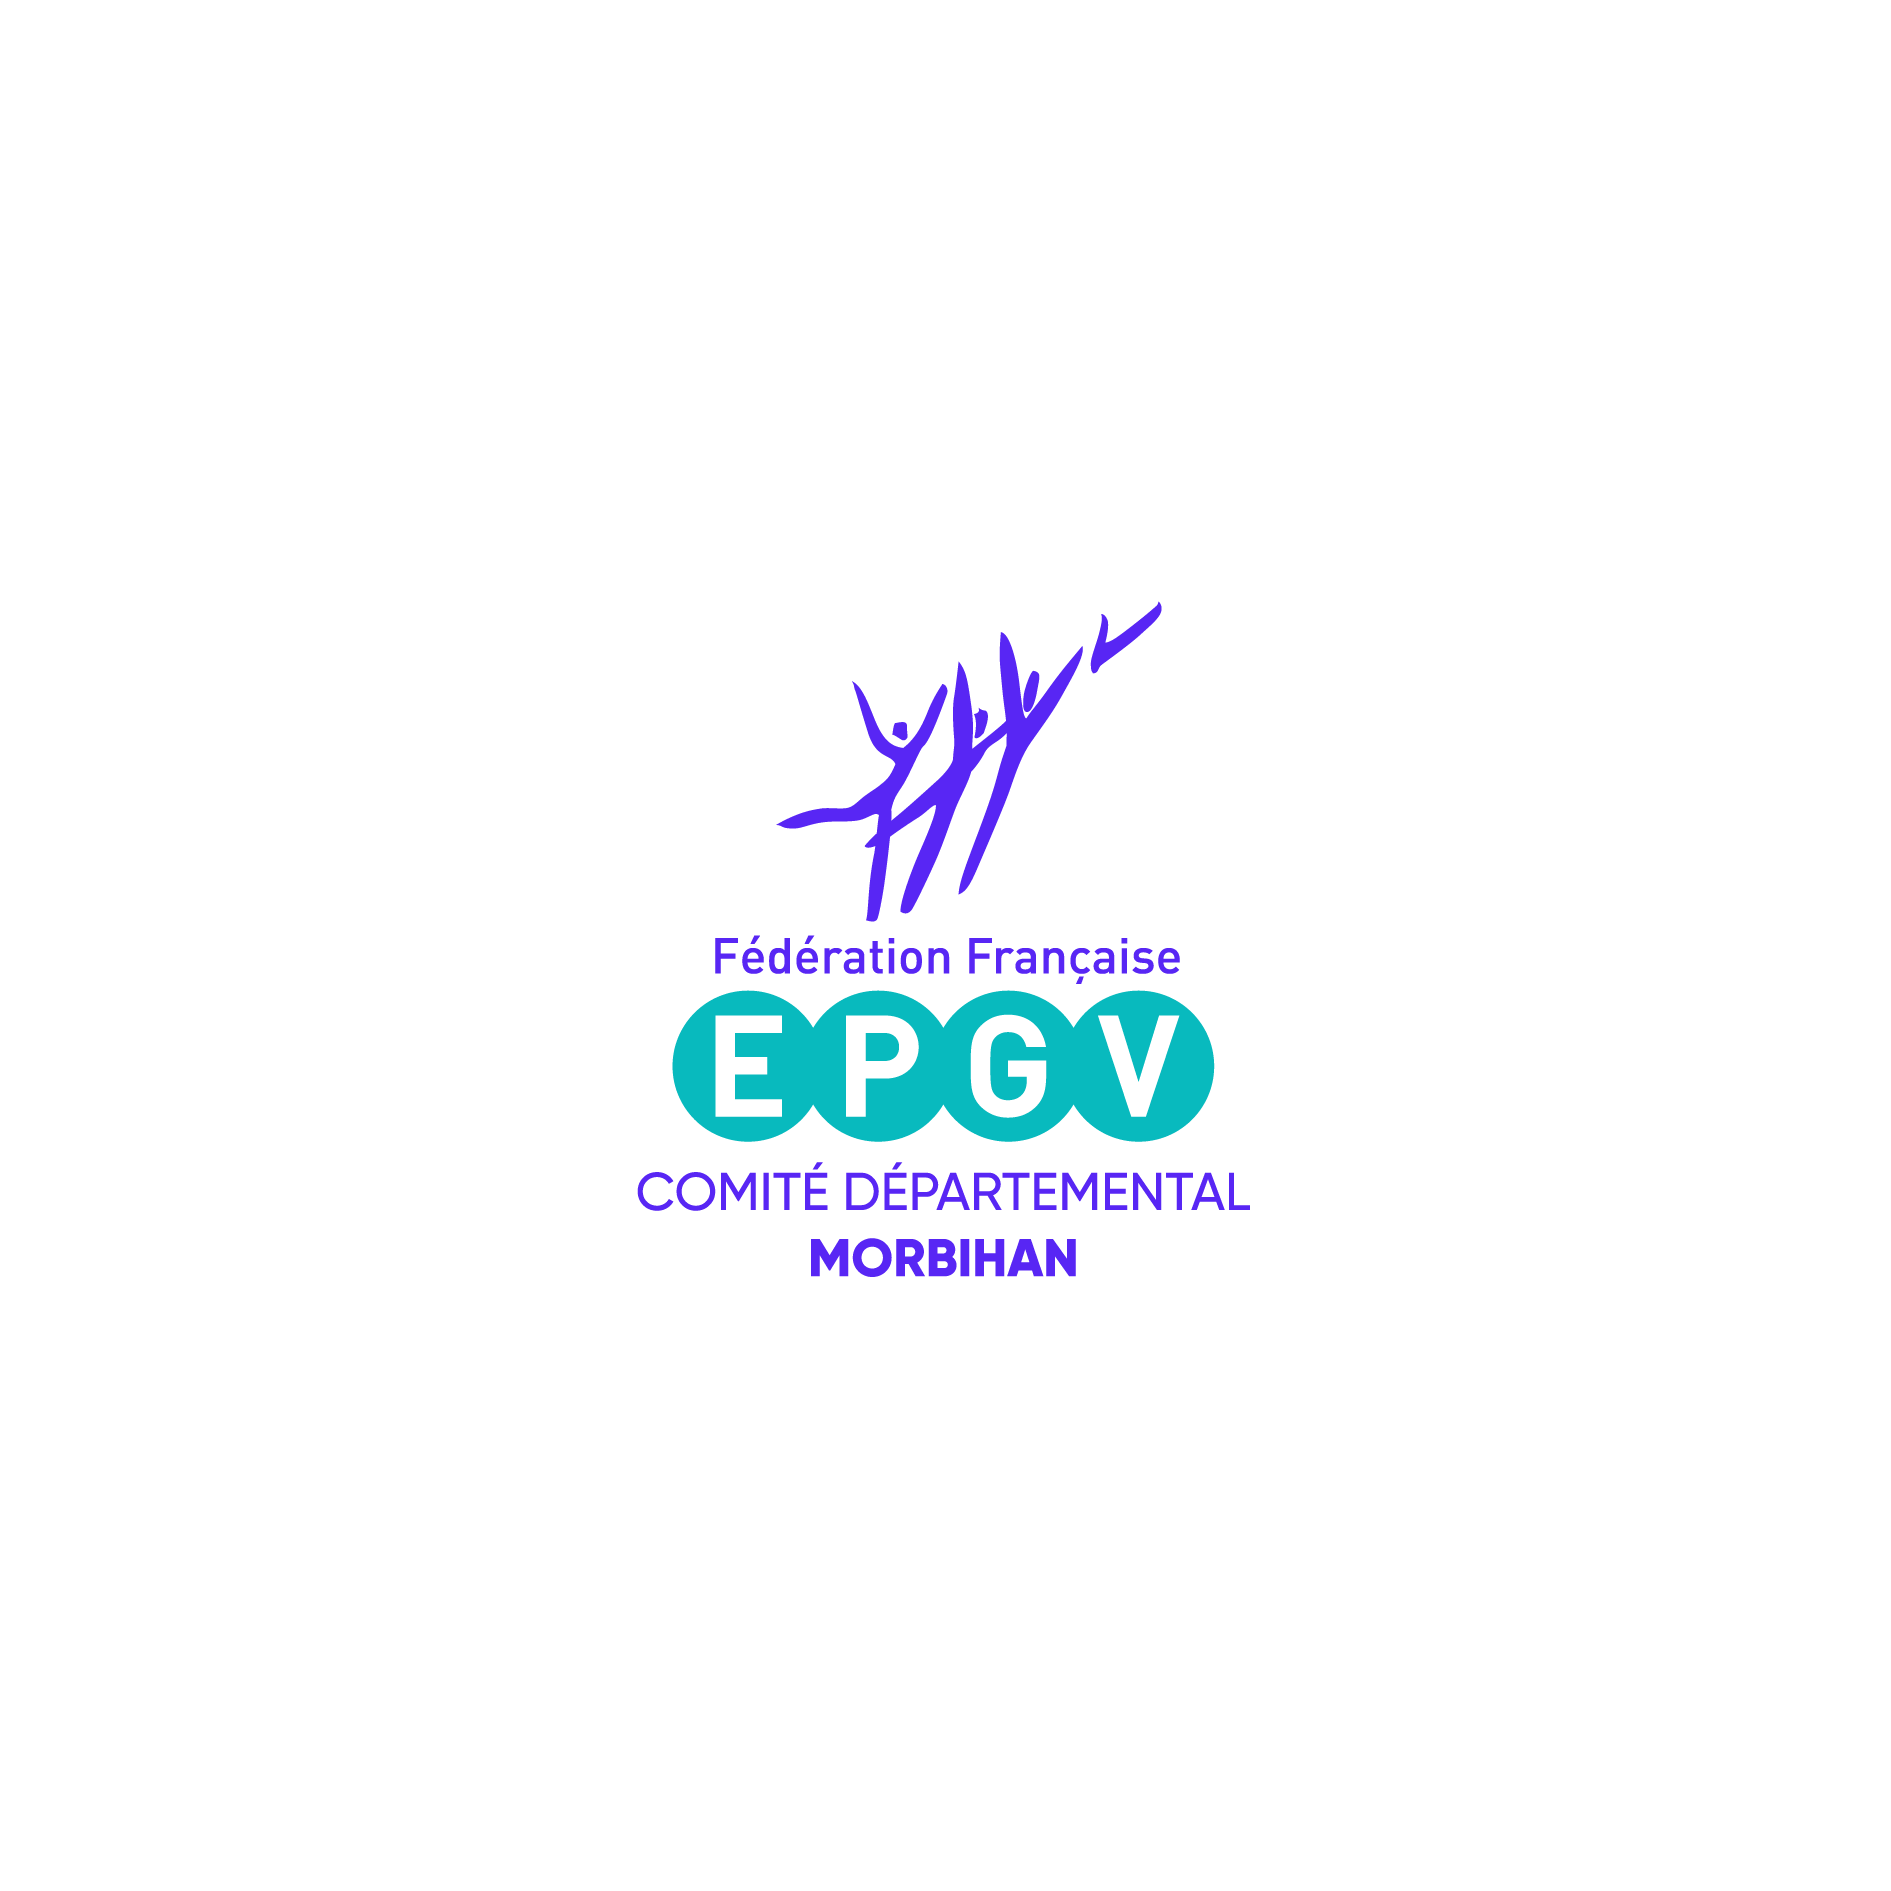 Fédération Française
EPGV
COMITÉ DÉPARTEMENTAL
MORBIHAN